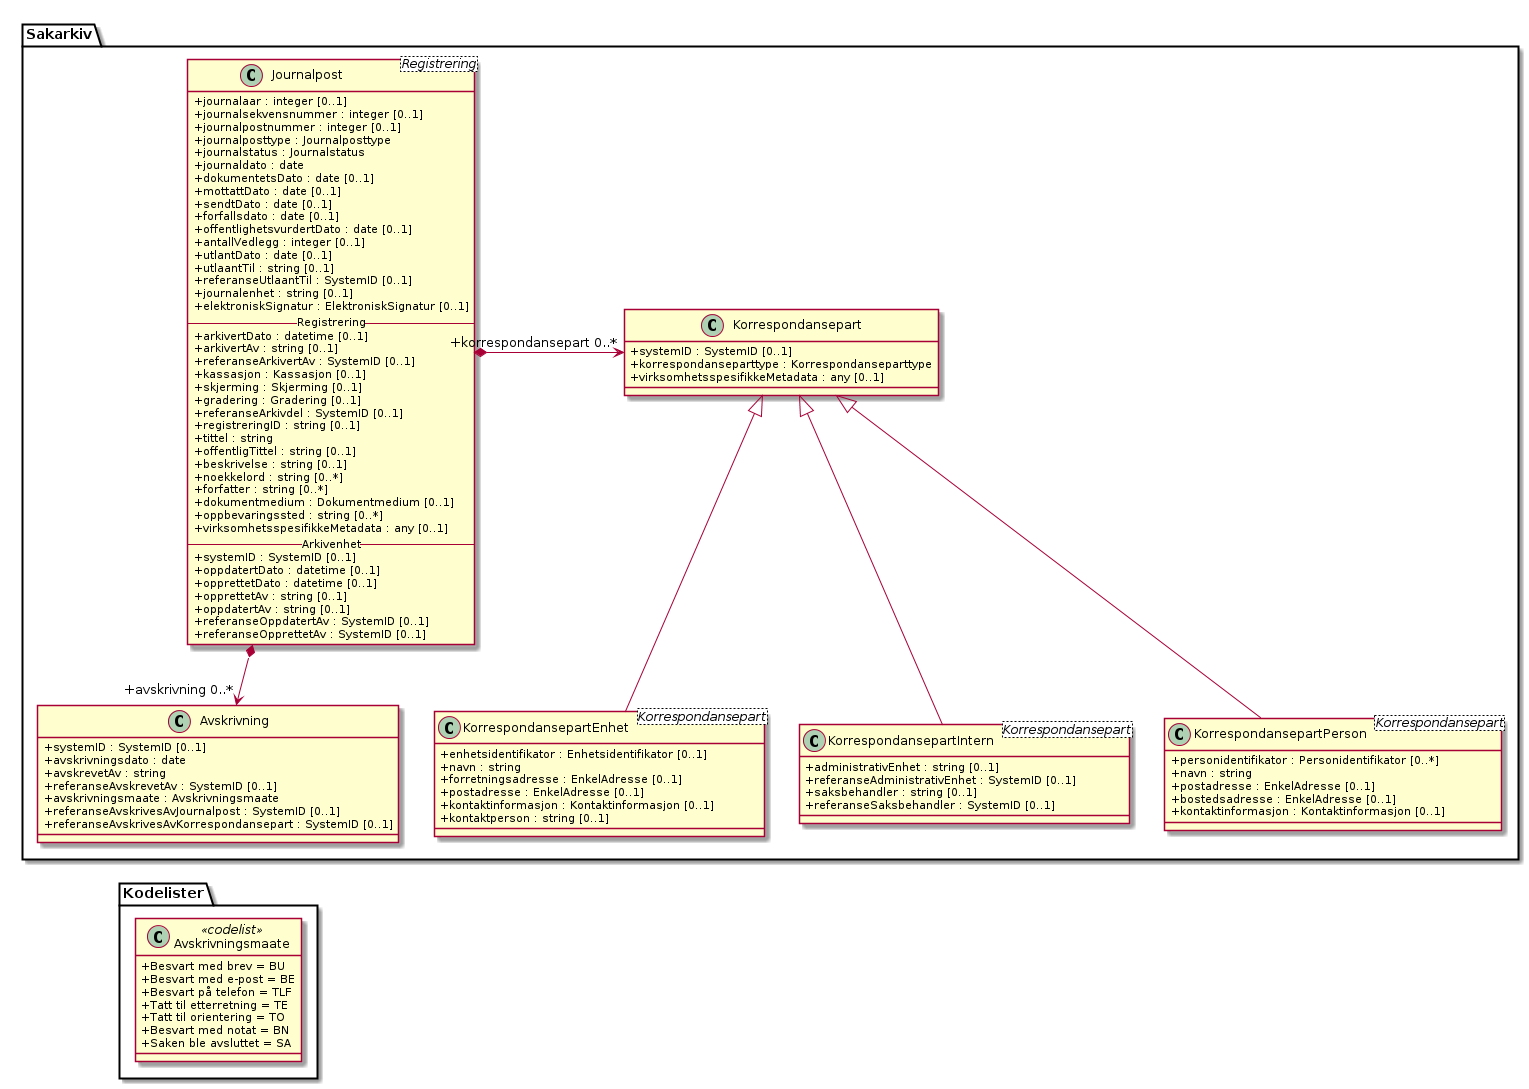 Sakarkiv
Journalpost
Registrering
+journalaar : integer [0..1]
+journalsekvensnummer : integer [0..1]
+journalpostnummer : integer [0..1]
+journalposttype : Journalposttype
+journalstatus : Journalstatus
+journaldato : date
+dokumentetsDato : date [0..1]
+mottattDato : date [0..1]
+sendtDato : date [0..1]
+forfallsdato : date [0..1]
+offentlighetsvurdertDato : date [0..1]
+antallVedlegg : integer [0..1]
+utlantDato : date [0..1]
+utlaantTil : string [0..1]
+referanseUtlaantTil : SystemID [0..1]
+journalenhet : string [0..1]
+elektroniskSignatur : ElektroniskSignatur [0..1]
Registrering
+arkivertDato : datetime [0..1]
+arkivertAv : string [0..1]
+referanseArkivertAv : SystemID [0..1]
+kassasjon : Kassasjon [0..1]
+skjerming : Skjerming [0..1]
+gradering : Gradering [0..1]
+referanseArkivdel : SystemID [0..1]
+registreringID : string [0..1]
+tittel : string
+offentligTittel : string [0..1]
+beskrivelse : string [0..1]
+noekkelord : string [0..*]
+forfatter : string [0..*]
+dokumentmedium : Dokumentmedium [0..1]
+oppbevaringssted : string [0..*]
+virksomhetsspesifikkeMetadata : any [0..1]
Arkivenhet
+systemID : SystemID [0..1]
+oppdatertDato : datetime [0..1]
+opprettetDato : datetime [0..1]
+opprettetAv : string [0..1]
+oppdatertAv : string [0..1]
+referanseOppdatertAv : SystemID [0..1]
+referanseOpprettetAv : SystemID [0..1]
+korrespondansepart 0..*
Korrespondansepart
+systemID : SystemID [0..1]
+korrespondanseparttype : Korrespondanseparttype
+virksomhetsspesifikkeMetadata : any [0..1]
+avskrivning 0..*
Avskrivning
+systemID : SystemID [0..1]
+avskrivningsdato : date
+avskrevetAv : string
+referanseAvskrevetAv : SystemID [0..1]
+avskrivningsmaate : Avskrivningsmaate
+referanseAvskrivesAvJournalpost : SystemID [0..1]
+referanseAvskrivesAvKorrespondansepart : SystemID [0..1]
KorrespondansepartEnhet
Korrespondansepart
+enhetsidentifikator : Enhetsidentifikator [0..1]
+navn : string
+forretningsadresse : EnkelAdresse [0..1]
+postadresse : EnkelAdresse [0..1]
+kontaktinformasjon : Kontaktinformasjon [0..1]
+kontaktperson : string [0..1]
KorrespondansepartIntern
Korrespondansepart
+administrativEnhet : string [0..1]
+referanseAdministrativEnhet : SystemID [0..1]
+saksbehandler : string [0..1]
+referanseSaksbehandler : SystemID [0..1]
KorrespondansepartPerson
Korrespondansepart
+personidentifikator : Personidentifikator [0..*]
+navn : string
+postadresse : EnkelAdresse [0..1]
+bostedsadresse : EnkelAdresse [0..1]
+kontaktinformasjon : Kontaktinformasjon [0..1]
Kodelister
«codelist»
Avskrivningsmaate
+Besvart med brev = BU
+Besvart med e-post = BE
+Besvart på telefon = TLF
+Tatt til etterretning = TE
+Tatt til orientering = TO
+Besvart med notat = BN
+Saken ble avsluttet = SA